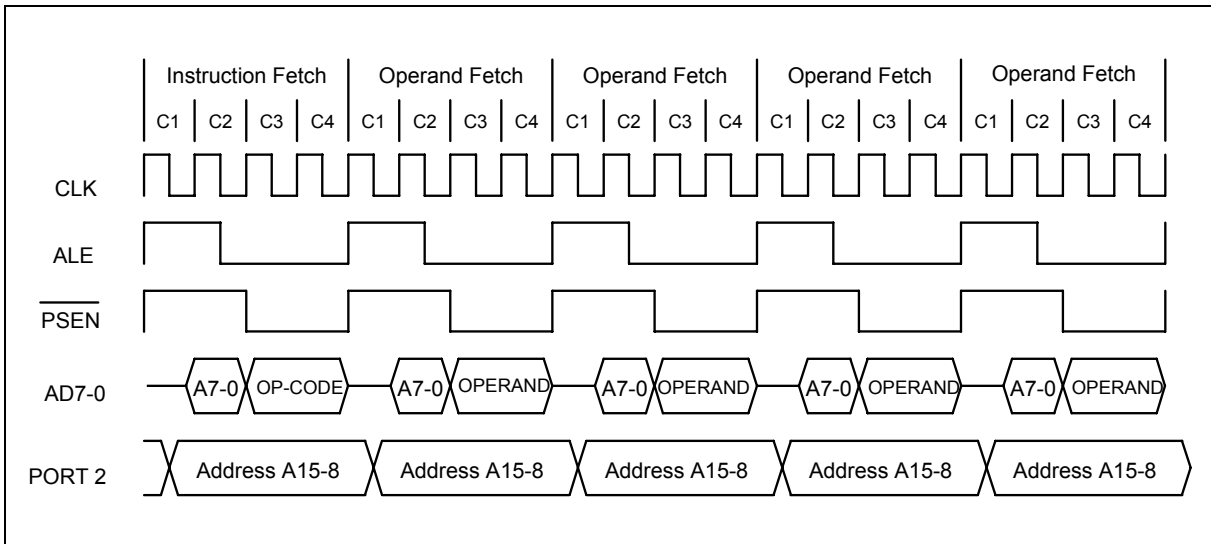 Instruction Fetch Operand Fetch Operand Fetch Operand Fetch Operand Fetch
C1 C2 C3 C4 C1 C2 C3 C4 C1 C2 C3 C4 C1 C2 C3 C4 C1 C2 C3 C4
CLK
ALE
PSEN
AD7-0 A7-0 OP-CODE A7-0 OPERAND A7-0 OPERAND A7-0 OPERAND A7-0 OPERAND
PORT 2 Address A15-8 Address A15-8 Address A15-8 Address A15-8 Address A15-8